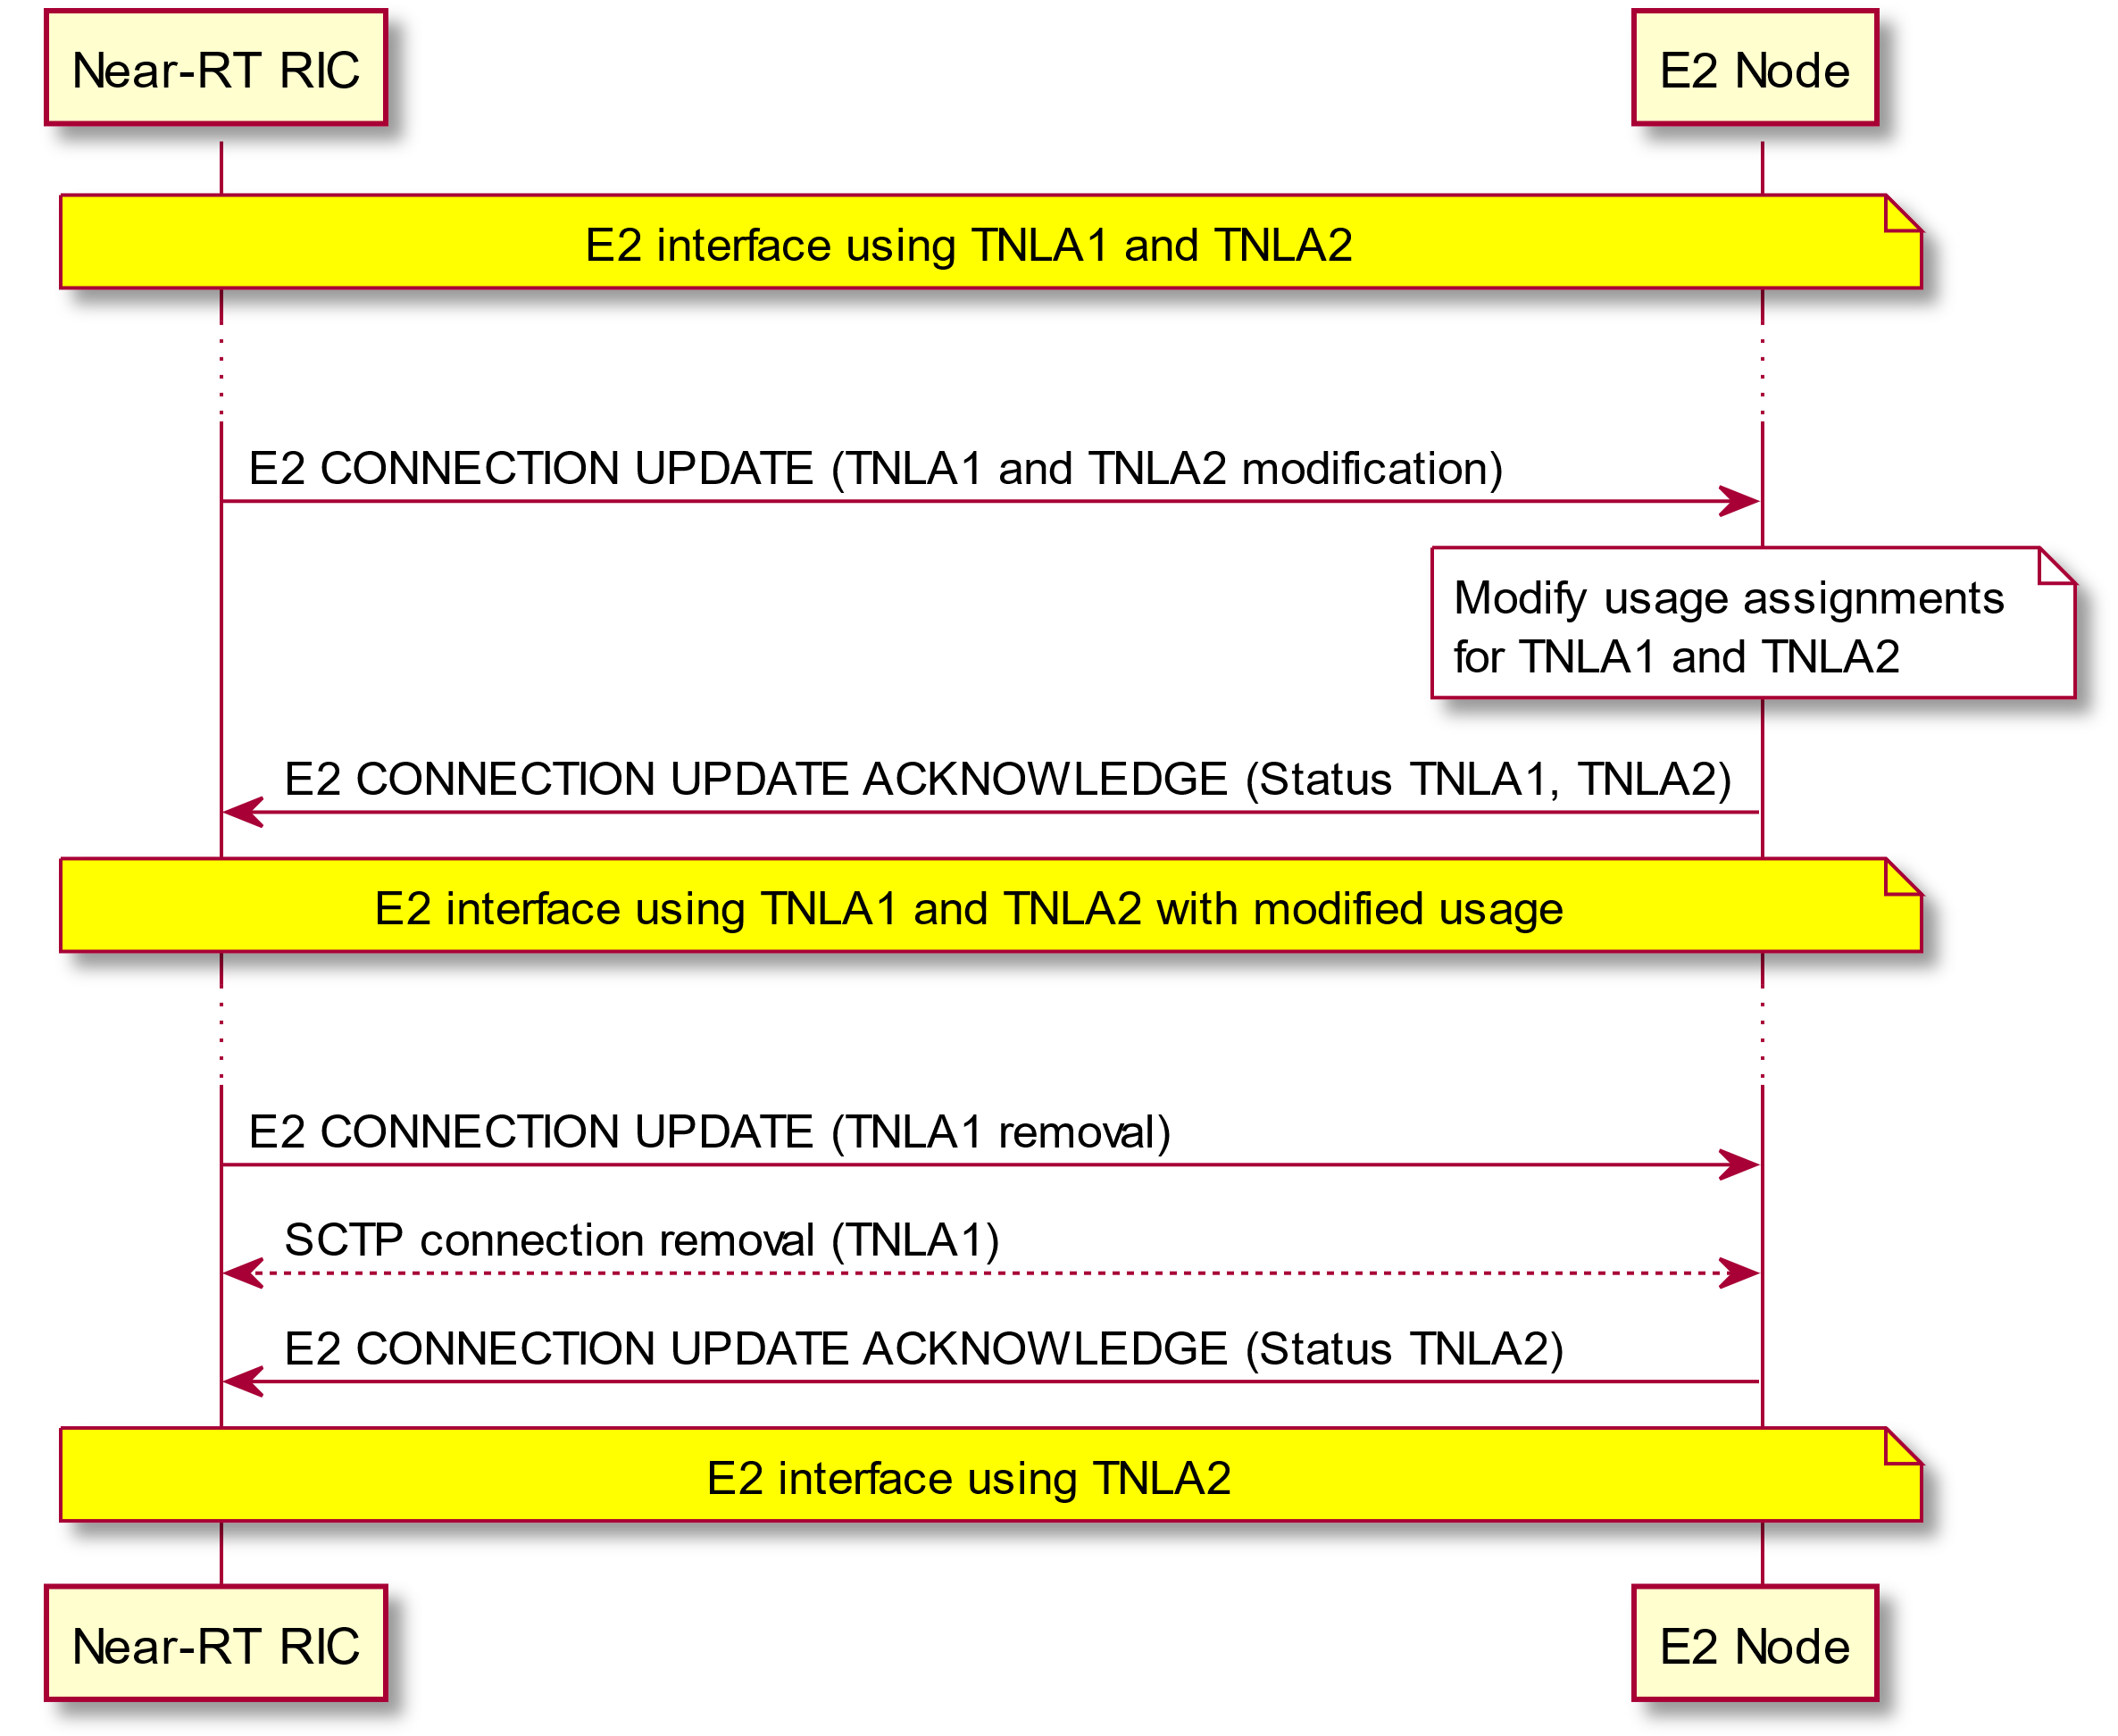 Near-RT RIC
E2 Node
E2 interface using TNLA1 and TNLA2
E2 CONNECTION UPDATE (TNLA1 and TNLA2 modification)
Modify usage assignments
for TNLA1 and TNLA2
E2 CONNECTION UPDATE ACKNOWLEDGE (Status TNLA1, TNLA2)
E2 interface using TNLA1 and TNLA2 with modified usage
E2 CONNECTION UPDATE (TNLA1 removal)
SCTP connection removal (TNLA1)
E2 CONNECTION UPDATE ACKNOWLEDGE (Status TNLA2)
E2 interface using TNLA2
Near-RT RIC
E2 Node